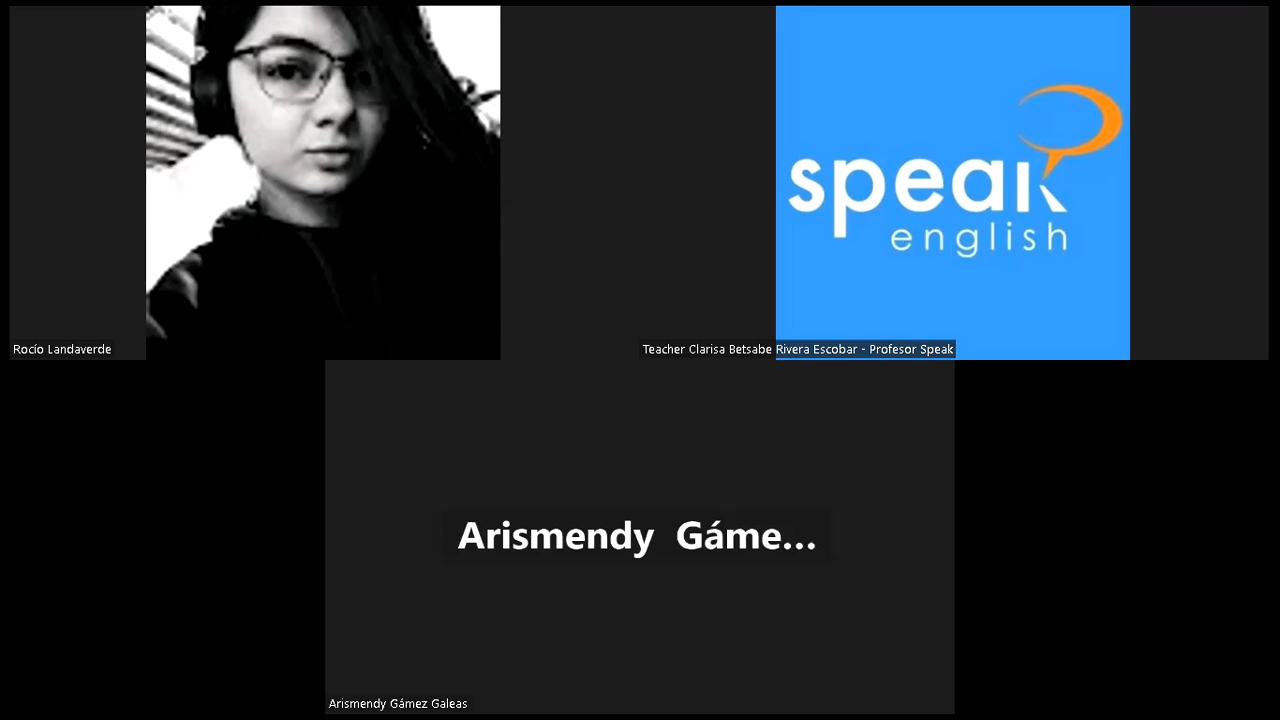 speak
english
Rocío Landaverde
Teacher Clarisa Betsabe Rivera Escobar - Profesor Speak
Arismendy Gáme...
Arismendy Gámez Galeas